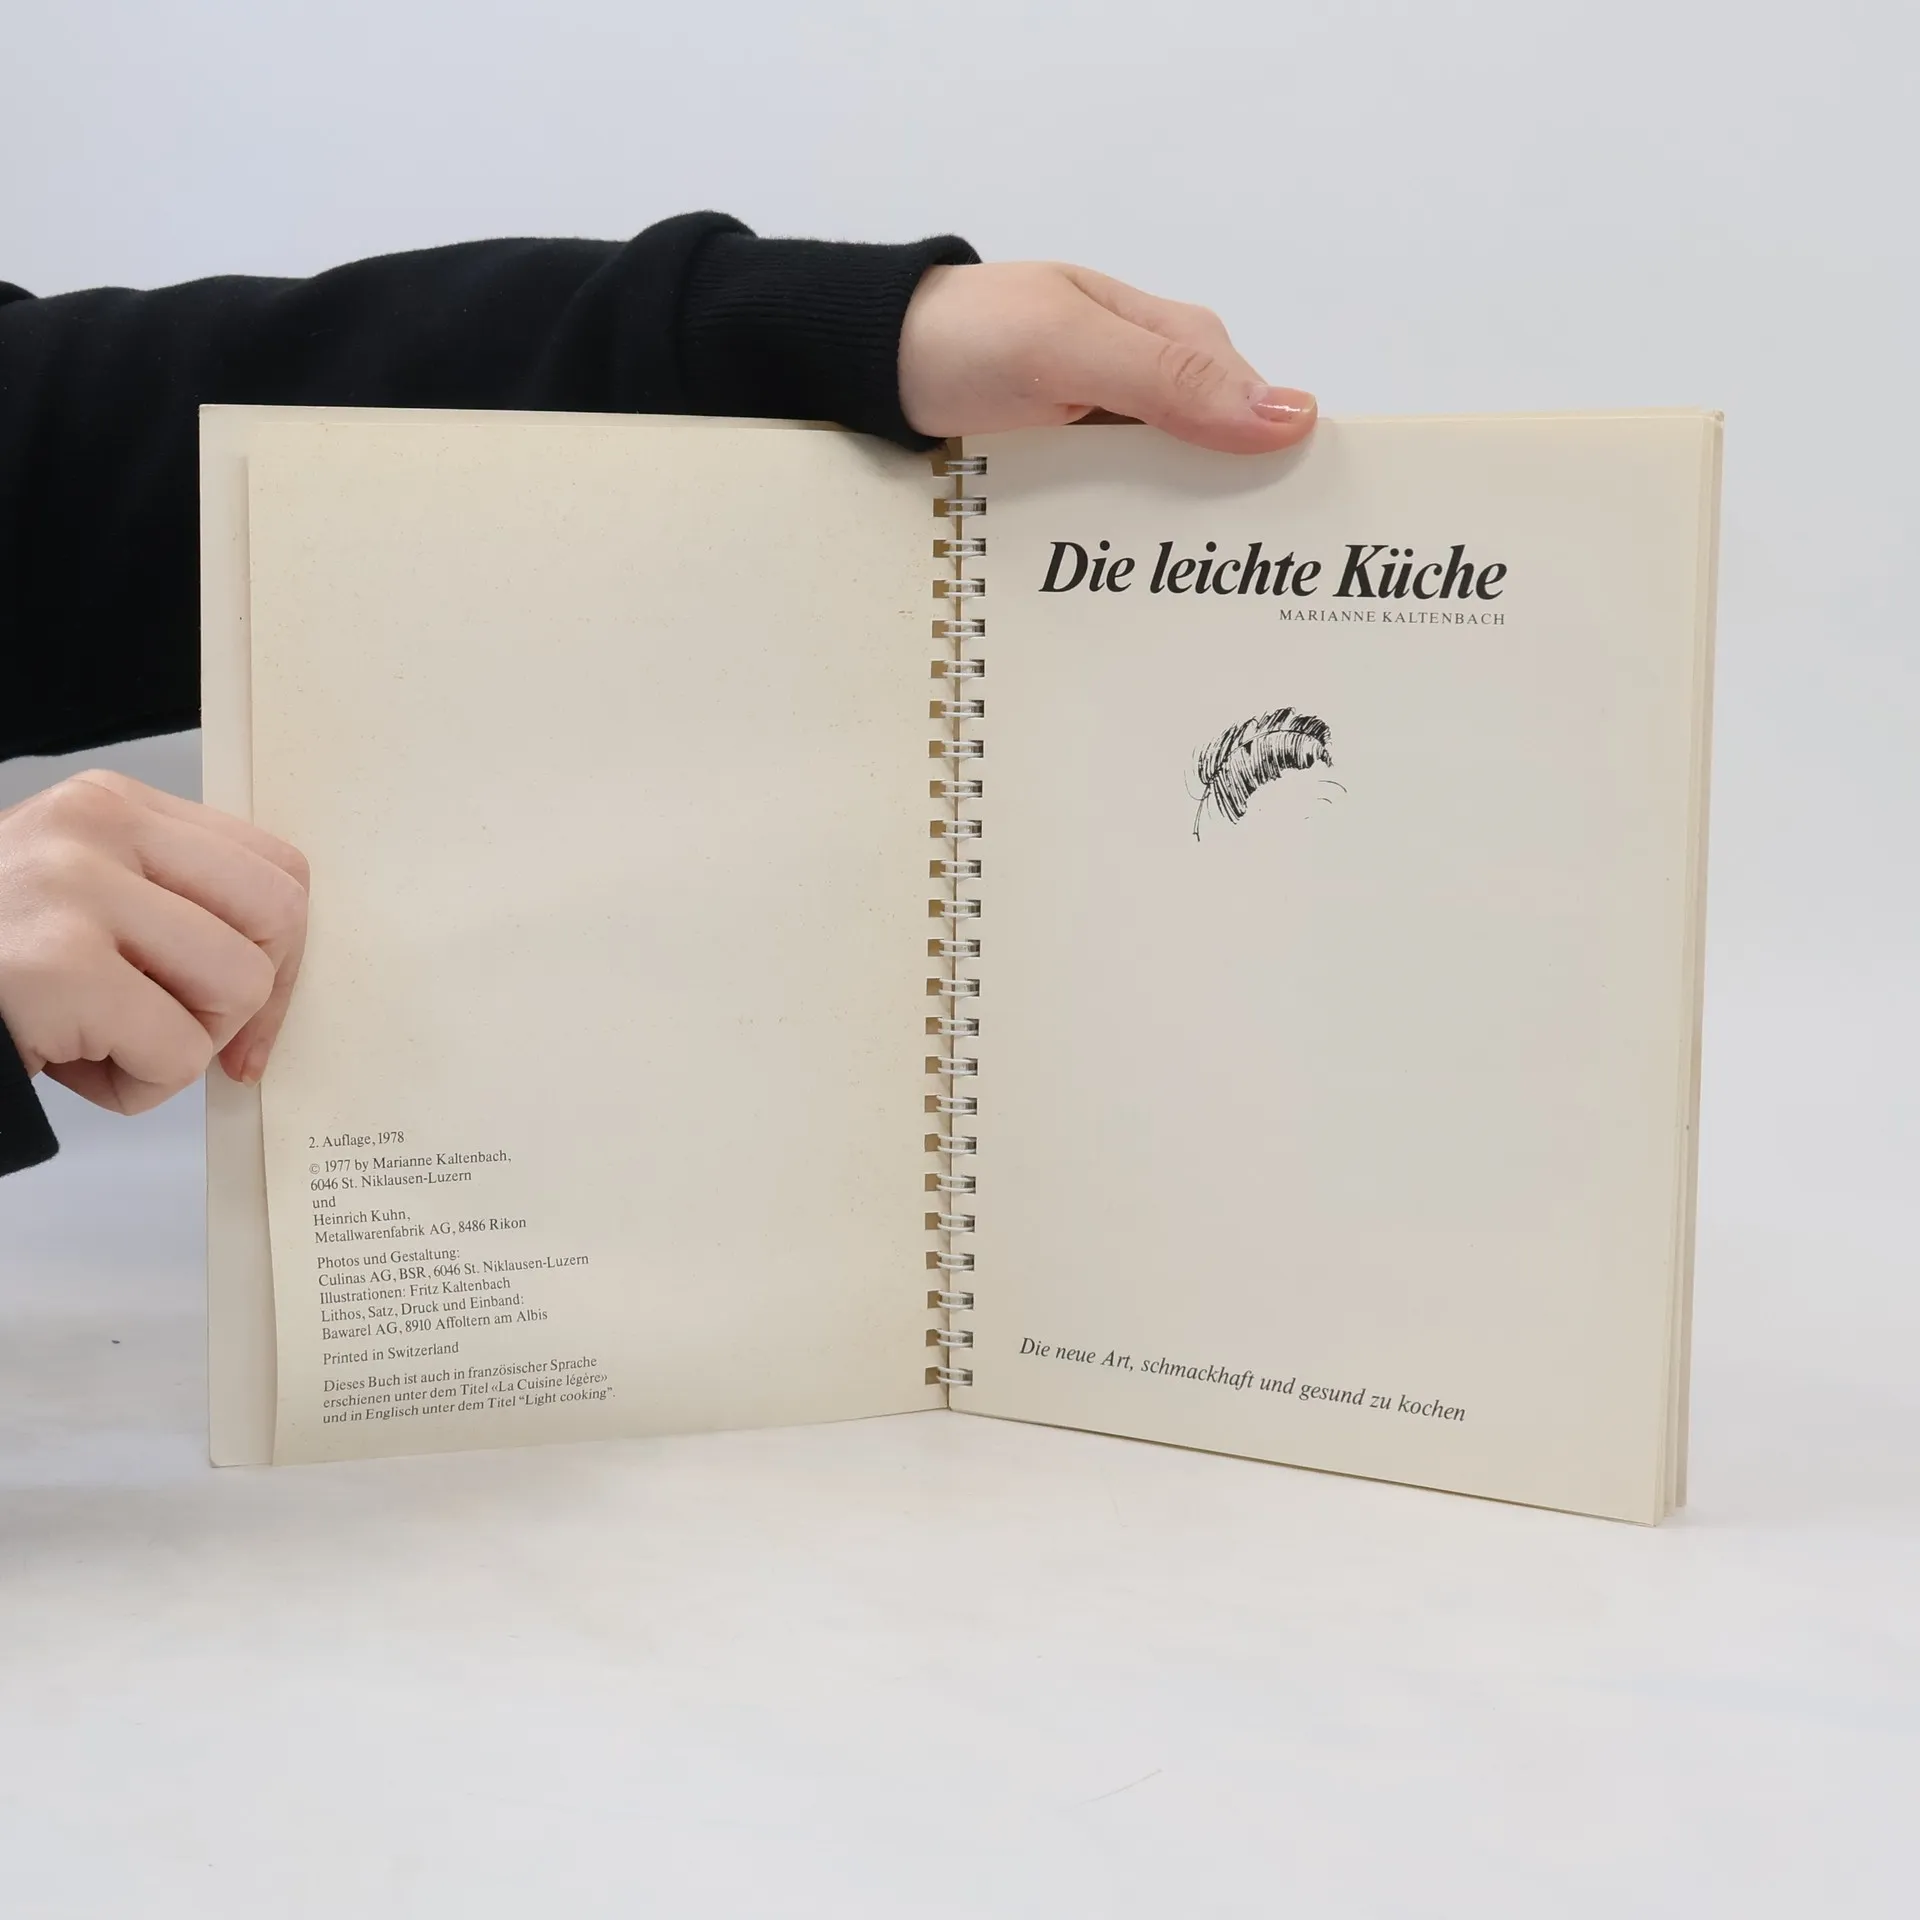 2. Auflage, 1978
© 1977 by Marianne Kaltenbach,
6046 St. Niklausen-Luzern
und
Heinrich Kuhn,
Metallwarenfabrik AG, 8486 Rikon
Photos und Gestaltung:
Culinas AG, BSR, 6046 St. Niklausen-Luzern
Illustrationen: Fritz Kaltenbach
Lithos, Satz, Druck und Einband:
Bawarel AG, 8910 Affoltern am Albis
Printed in Switzerland
Dieses Buch ist auch in französischer Sprache
erschienen unter dem Titel «La Cuisine légère»
und in Englisch unter dem Titel “Light cooking”.
Die leichte Küche
MARIANNE KALTENBACH
Die neue Art, schmackhaft und gesund zu kochen